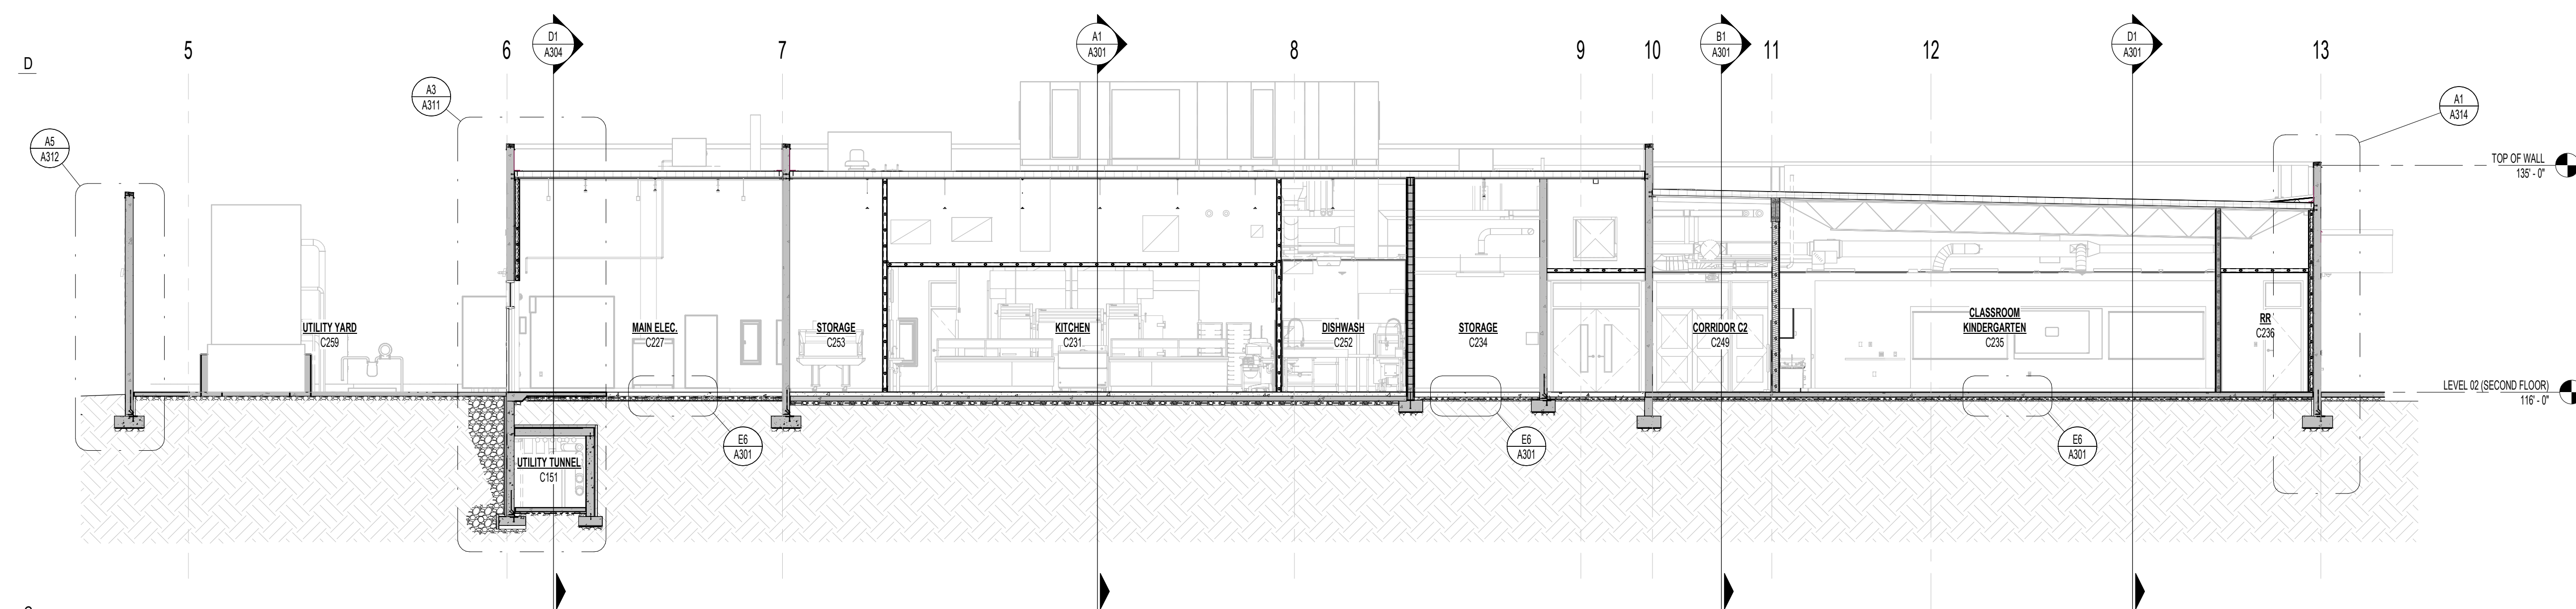 D
5
6
D1
A304
7
A1
A301
8
9
10
B1
A301
11
12
D1
A301
13
A3
A311
A1
A314
A5
A312
TOP OF WALL
135' - 0"
UTILITY YARD
C259
MAIN ELEC.
C227
STORAGE
C253
KITCHEN
C231
DISHWASH
C252
STORAGE
C234
CORRIDOR C2
C249
CLASSROOM
KINDERGARTEN
C235
RR
C236
LEVEL 02 (SECOND FLOOR)
116' - 0"
E6
A301
E6
A301
E6
A301
UTILITY TUNNEL
C151